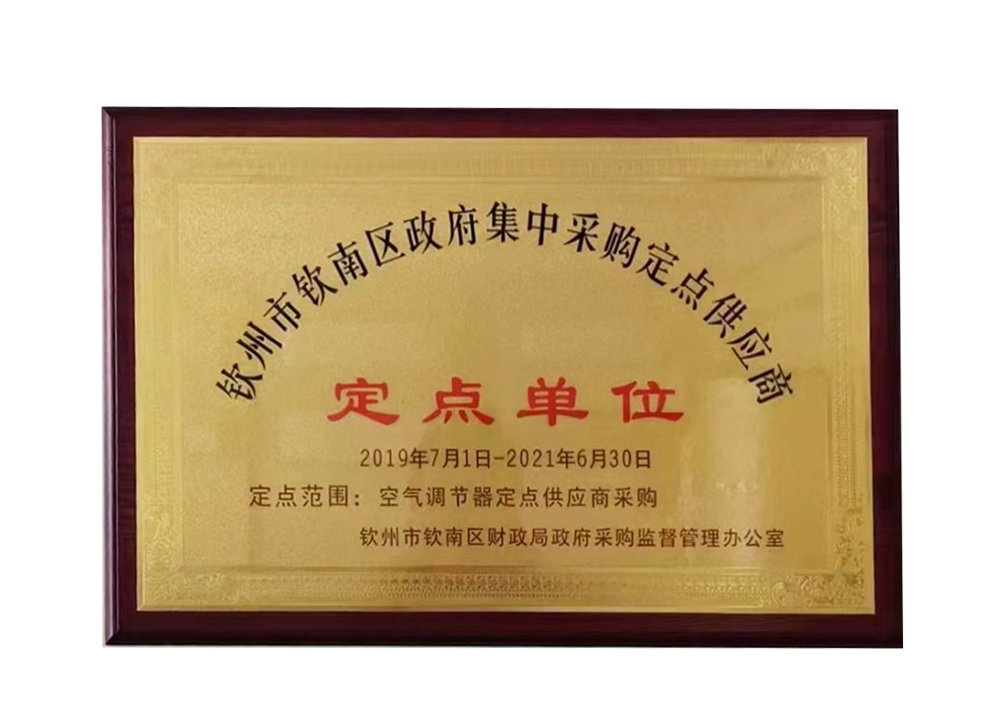 钦州市钦南区政府集中采购定点供应商
定点单位
2019年7月1日-2021年6月30日
定点范围：空气调节器定点供应商采购
钦州市钦南区财政局政府采购监督管理办公室